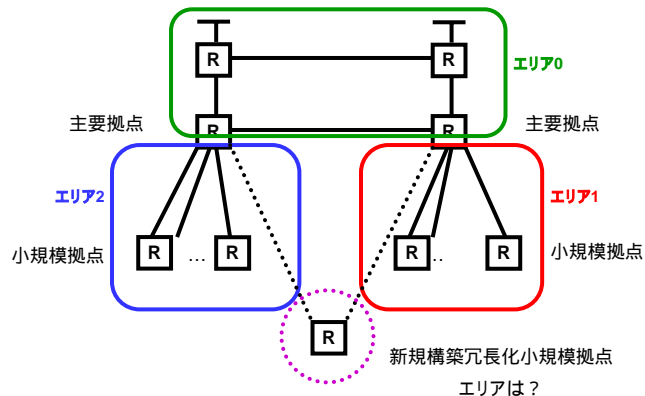 R
R
エリア0
主要拠点
R
R
主要拠点
エリア2
エリア1
小規模拠点
R
...
R
R
..
R
小規模拠点
R
新規構築冗長化小規模拠点
エリアは？